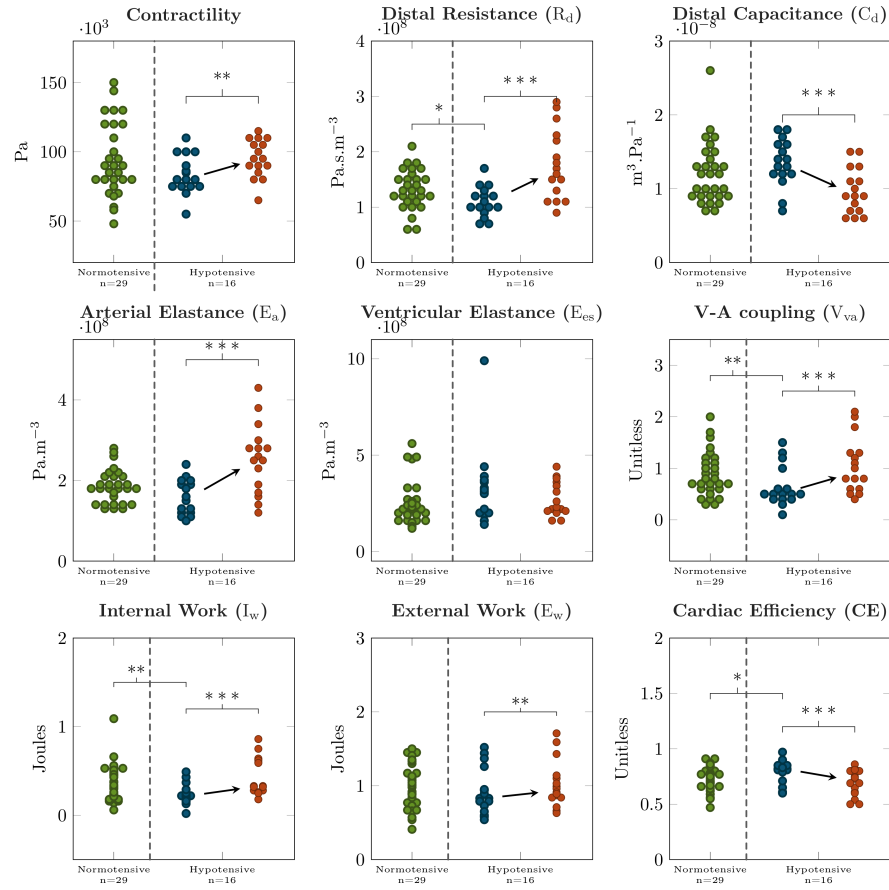 Contractility
·10³
Pa
150
100
50
**
Normotensive
n=29
Hypotensive
n=16
Distal Resistance (R_d)
·10⁸
Pa.s.m⁻³
4
3
2
1
0
*
***
Normotensive
n=29
Hypotensive
n=16
Distal Capacitance (C_d)
·10⁻⁸
m³.Pa⁻¹
3
2
1
0
***
Normotensive
n=29
Hypotensive
n=16
Arterial Elastance (E_a)
·10⁸
Pa.m⁻³
4
2
0
***
Normotensive
n=29
Hypotensive
n=16
Ventricular Elastance (E_es)
·10⁸
Pa.m⁻³
10
5
0
Normotensive
n=29
Hypotensive
n=16
V-A coupling (V_va)
Unitless
3
2
1
0
**
***
Normotensive
n=29
Hypotensive
n=16
Internal Work (I_w)
Joules
2
1
0
**
***
Normotensive
n=29
Hypotensive
n=16
External Work (E_w)
Joules
3
2
1
0
**
Normotensive
n=29
Hypotensive
n=16
Cardiac Efficiency (CE)
Unitless
2
1.5
1
0.5
0
*
***
Normotensive
n=29
Hypotensive
n=16